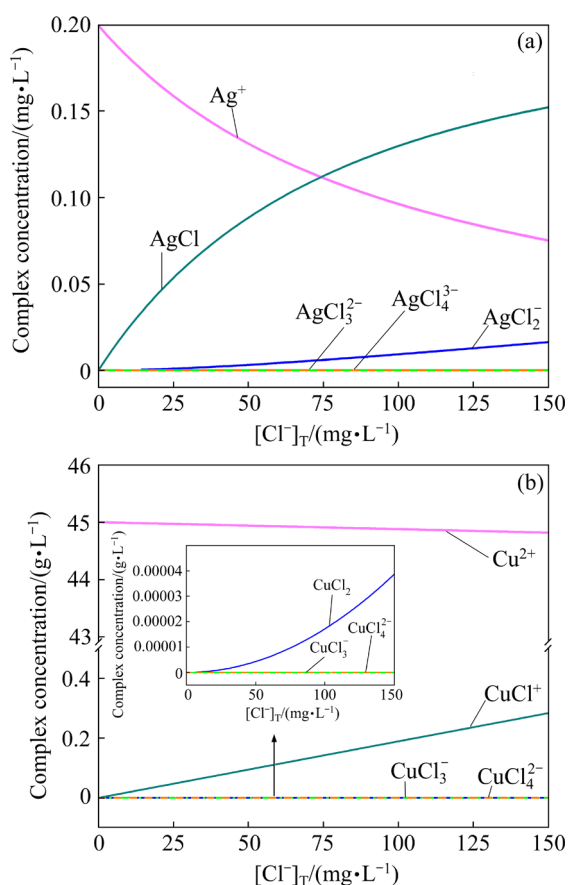 (a)
Complex concentration/(mg•L⁻¹)
0.20
0.15
0.10
0.05
0
Ag⁺
AgCl
AgCl₃²⁻
AgCl₄³⁻
AgCl₂⁻
0 25 50 75 100 125 150
[Cl⁻]T/(mg•L⁻¹)
(b)
Complex concentration/(g•L⁻¹)
46
45
44
43
0.4
0.2
0
Cu²⁺
Complex concentration/(g•L⁻¹)
0.00004
0.00003
0.00002
0.00001
0
CuCl₂
CuCl₃⁻
CuCl₄²⁻
0 50 100 150
[Cl⁻]T/(mg•L⁻¹)
CuCl⁺
CuCl₃⁻
CuCl₄²⁻
0 25 50 75 100 125 150
[Cl⁻]T/(mg•L⁻¹)